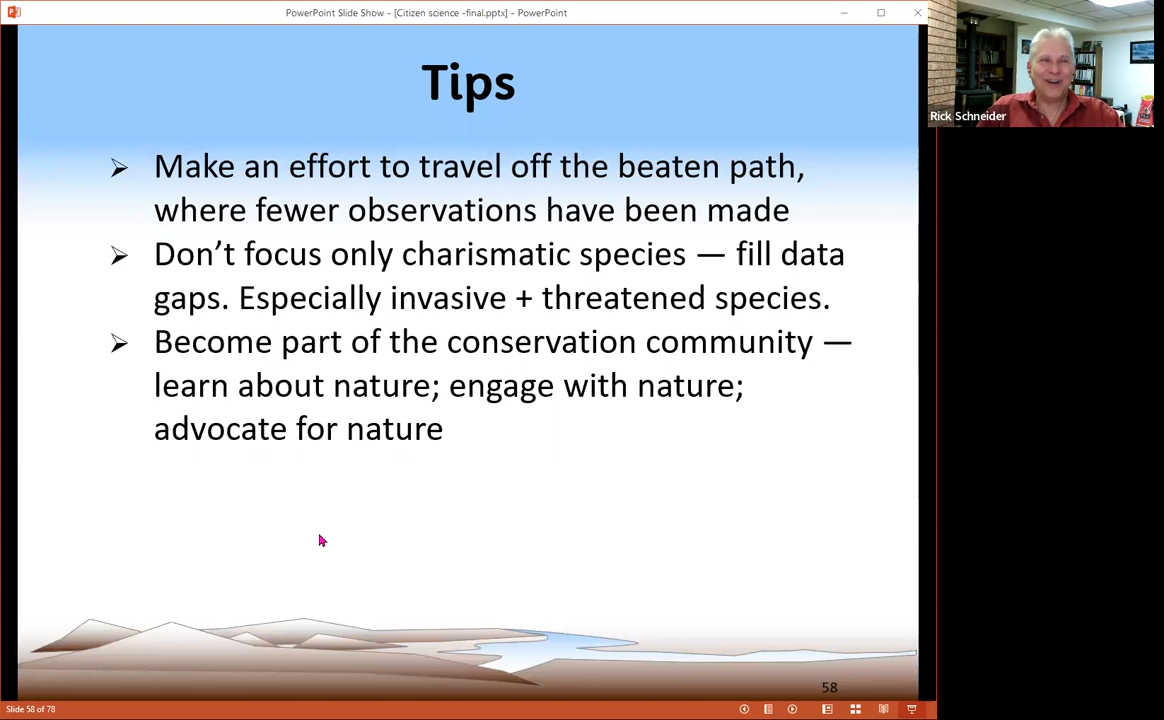 PowerPoint Slide Show - [Citizen science -final.pptx] - PowerPoint
Rick Schneider
Tips
➢ Make an effort to travel off the beaten path,
where fewer observations have been made
➢ Don’t focus only charismatic species — fill data
gaps. Especially invasive + threatened species.
➢ Become part of the conservation community —
learn about nature; engage with nature;
advocate for nature
58
Slide 58 of 78